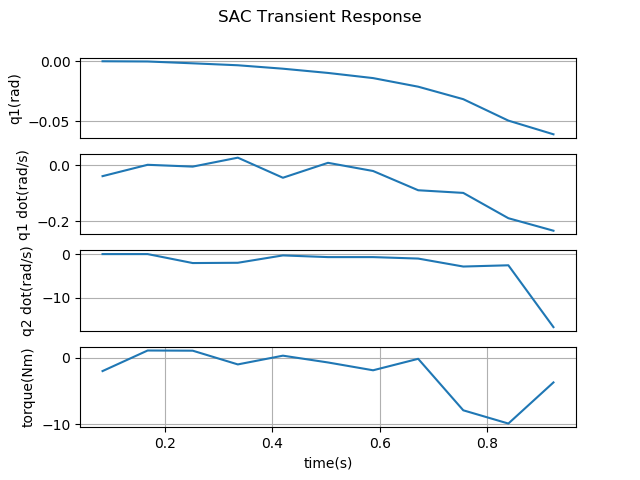 SAC Transient Response
q1(rad)
0.00
−0.05
q1 dot(rad/s)
0.0
−0.2
q2 dot(rad/s)
0
−10
torque(Nm)
0
−10
0.2 0.4 0.6 0.8
time(s)